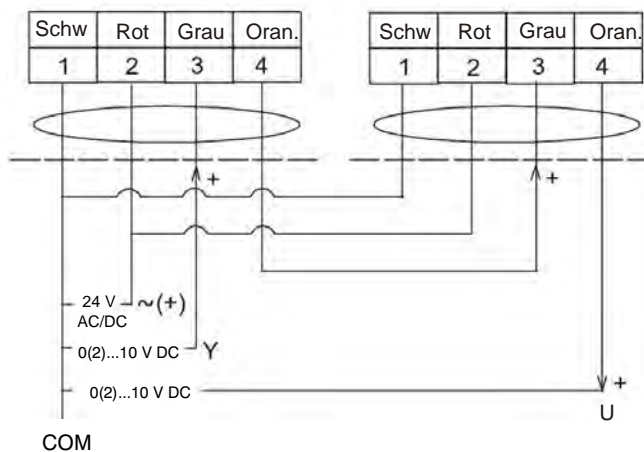 Schw Rot Grau Oran. Schw Rot Grau Oran.
1 2 3 4 1 2 3 4
+ +
24 V ~(+)
AC/DC
0(2)...10 V DC Y
0(2)...10 V DC +
U
COM